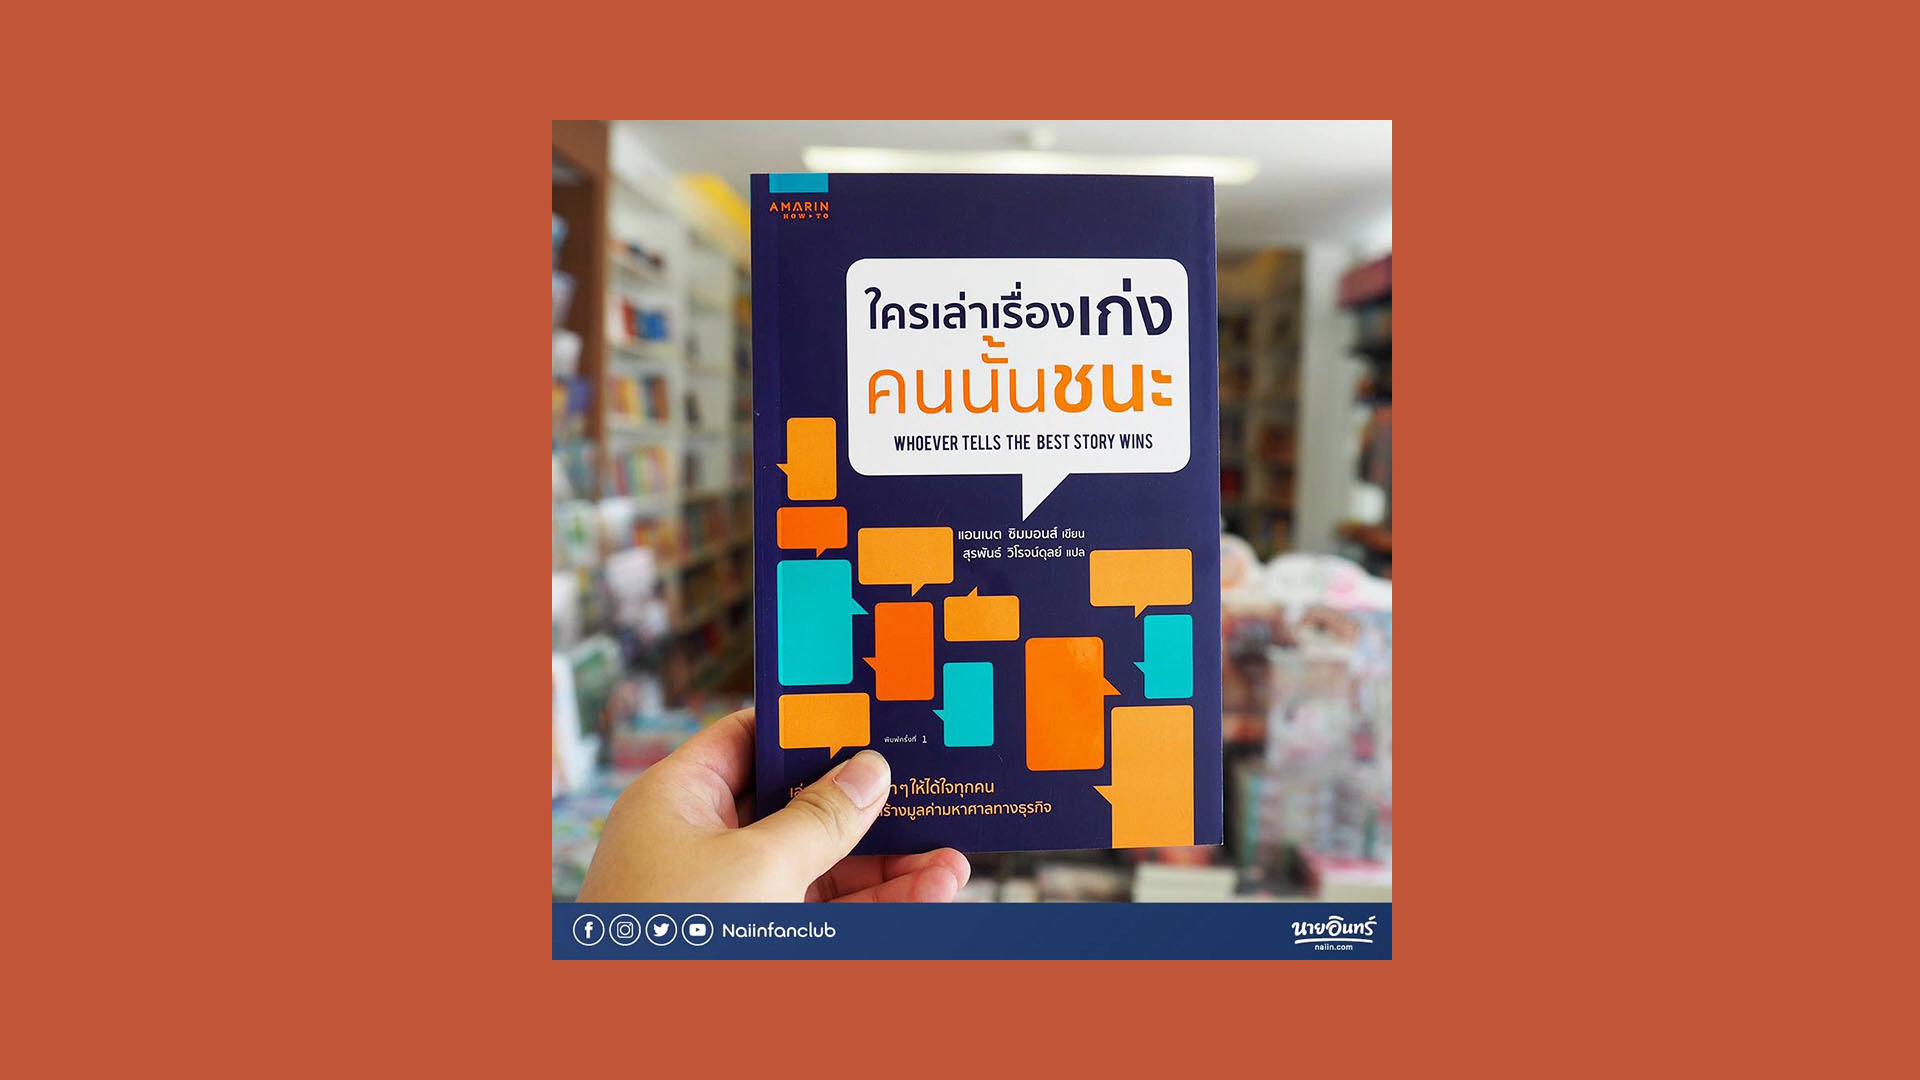 AMARIN
HOW TO
ใครเล่าเรื่องเก่ง
คนนั้นชนะ
WHOEVER TELLS THE BEST STORY WINS
แอนเนต ซิมมอนส์ เขียน
สุรพันธ์ วิโรจน์ดุลย์ แปล
พิมพ์ครั้งที่ 1
ๆ ให้ได้ใจทุกคน
สร้างมูลค่ามหาศาลทางธุรกิจ
Naiinfanclub
นายอินทร์
naiin.com